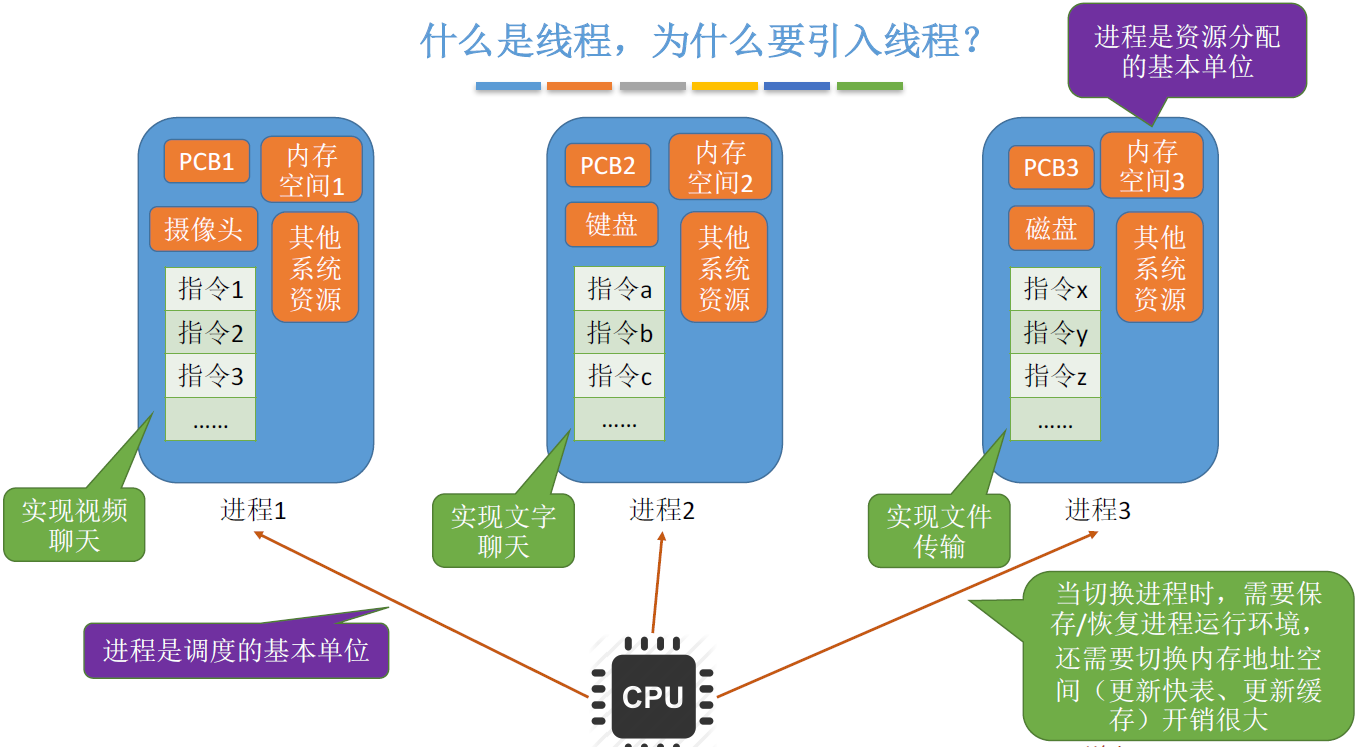 什么是线程，为什么要引入线程？
进程是资源分配
的基本单位
PCB1
内存
空间1
摄像头
其他
系统
资源
指令1
指令2
指令3
……
实现视频
聊天
进程1
PCB2
内存
空间2
键盘
其他
系统
资源
指令a
指令b
指令c
……
实现文字
聊天
进程2
PCB3
内存
空间3
磁盘
其他
系统
资源
指令x
指令y
指令z
……
实现文件
传输
进程3
进程是调度的基本单位
CPU
当切换进程时，需要保
存/恢复进程运行环境，
还需要切换内存地址空
间（更新快表、更新缓
存）开销很大